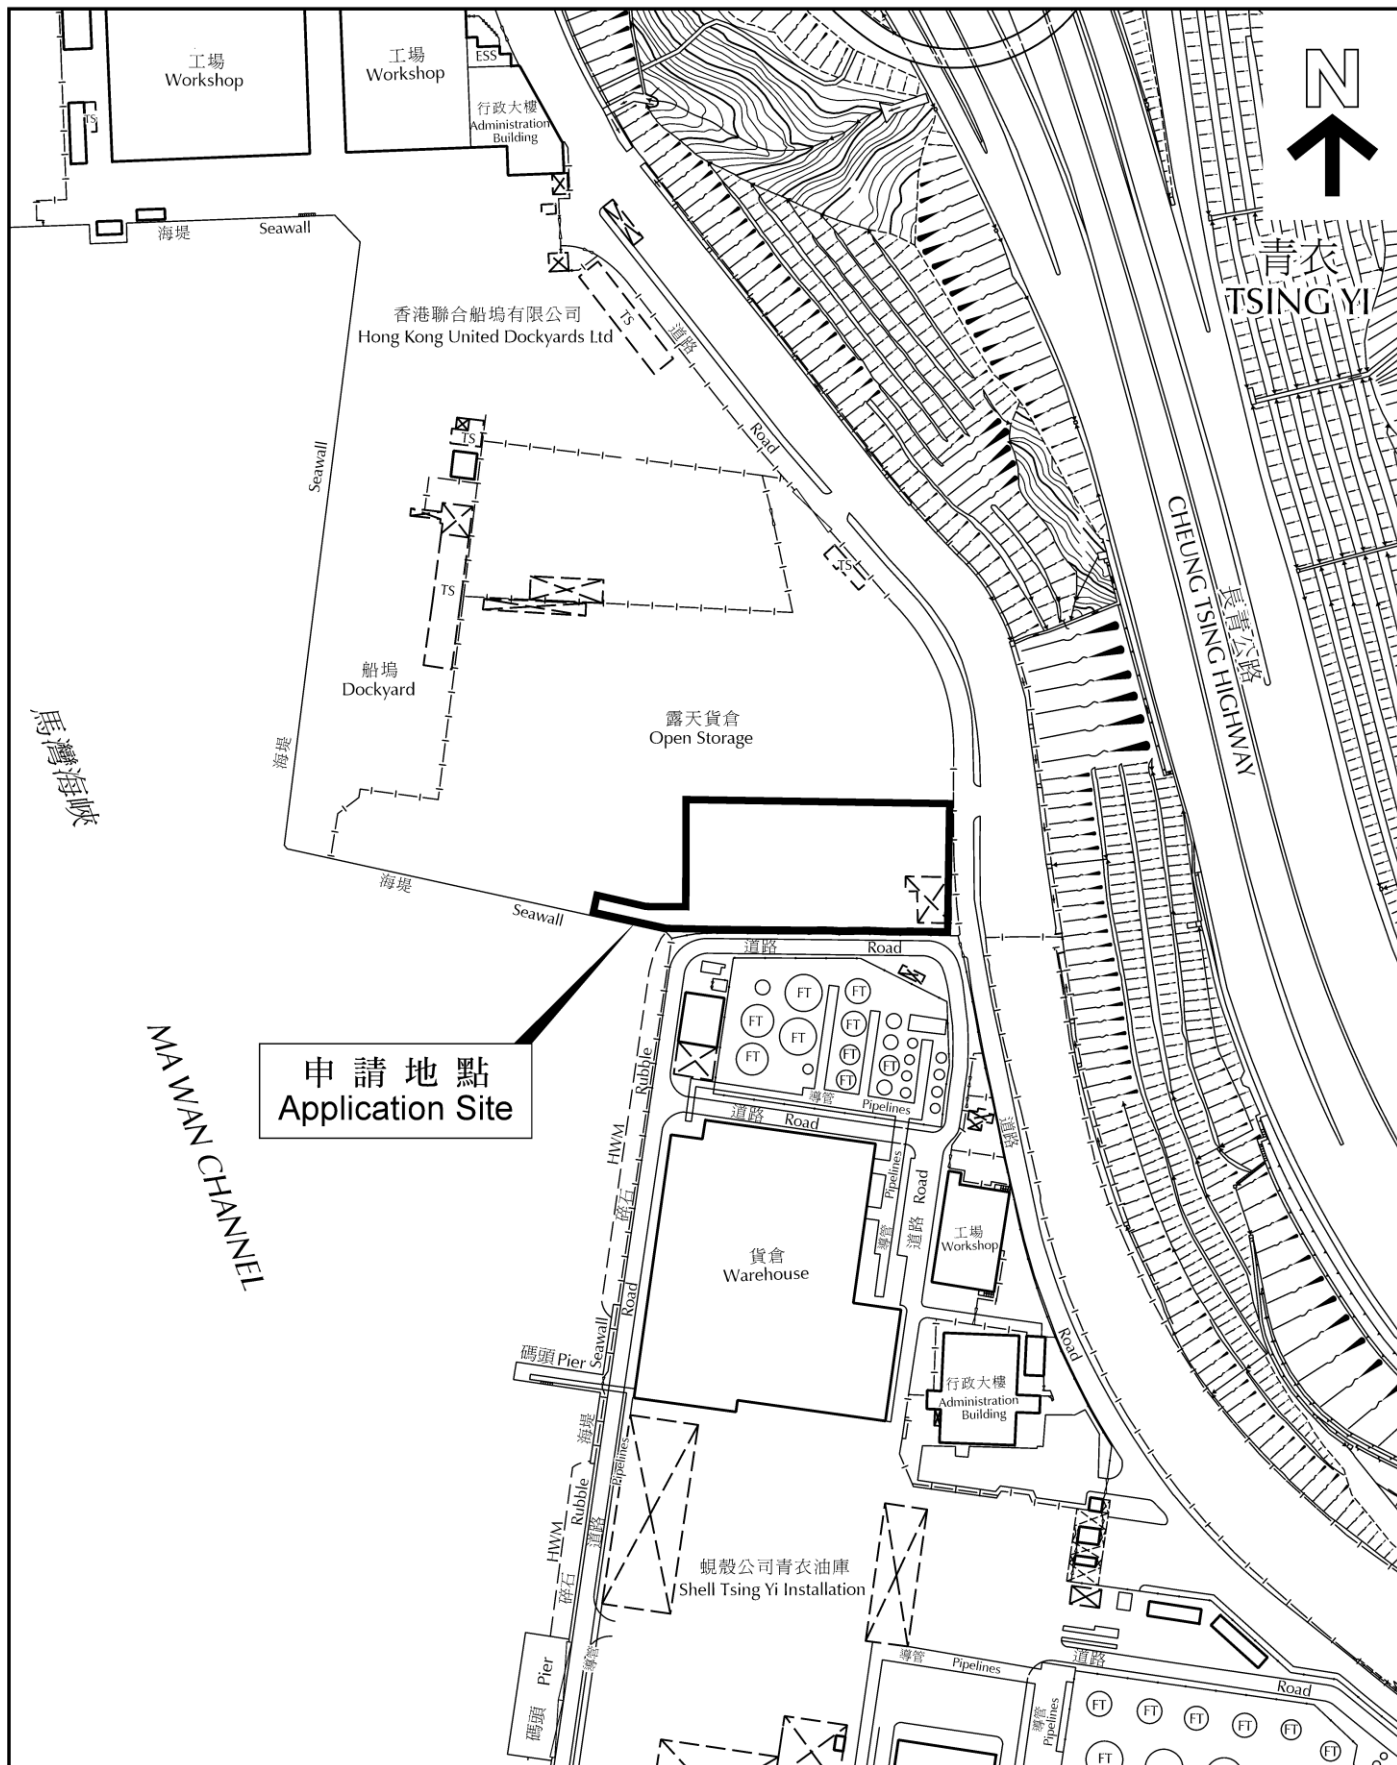 工場
Workshop
工場
Workshop
ESS
行政大樓
Administration
Building
TS
N
青衣
TSING YI
海堤
Seawall
香港聯合船塢有限公司
Hong Kong United Dockyards Ltd
TS
道路
Road
Seawall
TS
TS
TS
CHEUNG TSING HIGHWAY
長青公路
船塢
Dockyard
露天貨倉
Open Storage
馬灣海峽
海堤
海堤
Seawall
道路
Road
FT
FT
FT
FT
FT
FT
FT
FT
FT
導管
Pipelines
申請地點
Application Site
MA WAN CHANNEL
Rubble
HWM
碎石
道路
Road
道路
Pipelines
導管
道路
Road
工場
Workshop
貨倉
Warehouse
Road
Seawall
碼頭 Pier
Road
行政大樓
Administration
Building
海堤
Pipelines
Rubble
道路
HWM
碎石
蜆殼公司青衣油庫
Shell Tsing Yi Installation
碼頭
Pier
導管
導管
Pipelines
道路
Road
導管
Pipelines
FT
FT
FT
FT
FT
FT
FT